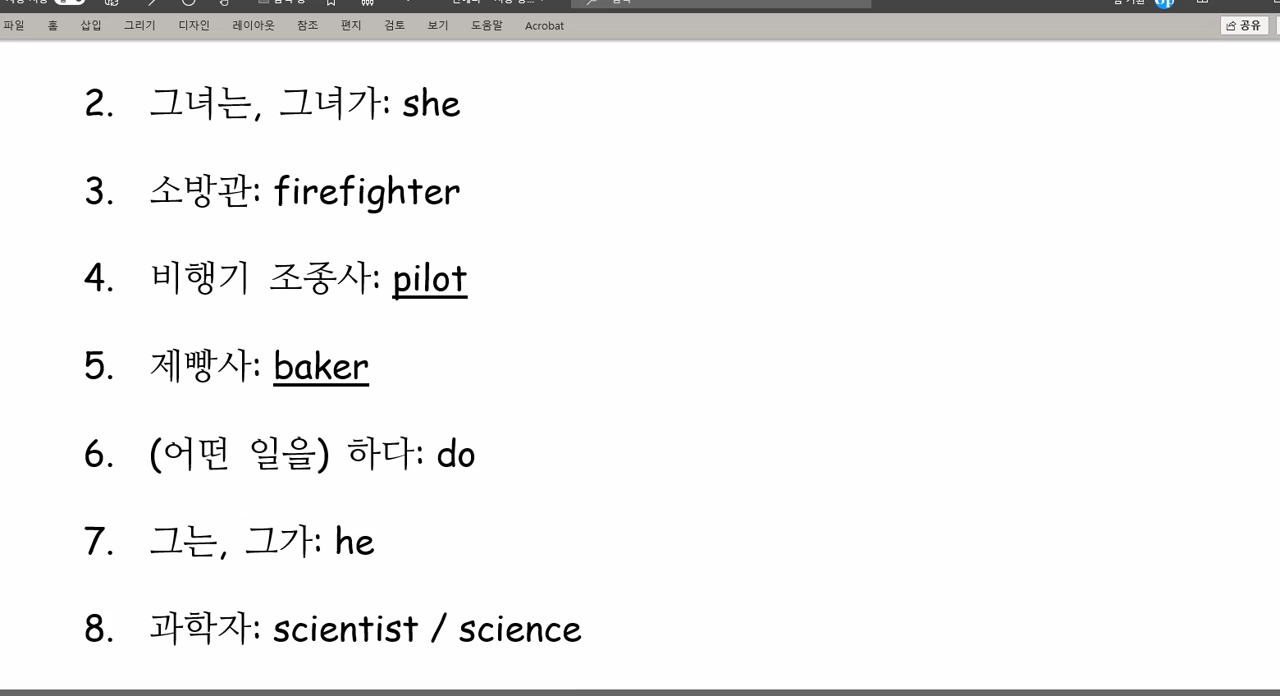 파일 홈 삽입 그리기 디자인 레이아웃 참조 편지 검토 보기 도움말 Acrobat 공유
2. 그녀는, 그녀가: she
3. 소방관: firefighter
4. 비행기 조종사: pilot
5. 제빵사: baker
6. (어떤 일을) 하다: do
7. 그는, 그가: he
8. 과학자: scientist / science